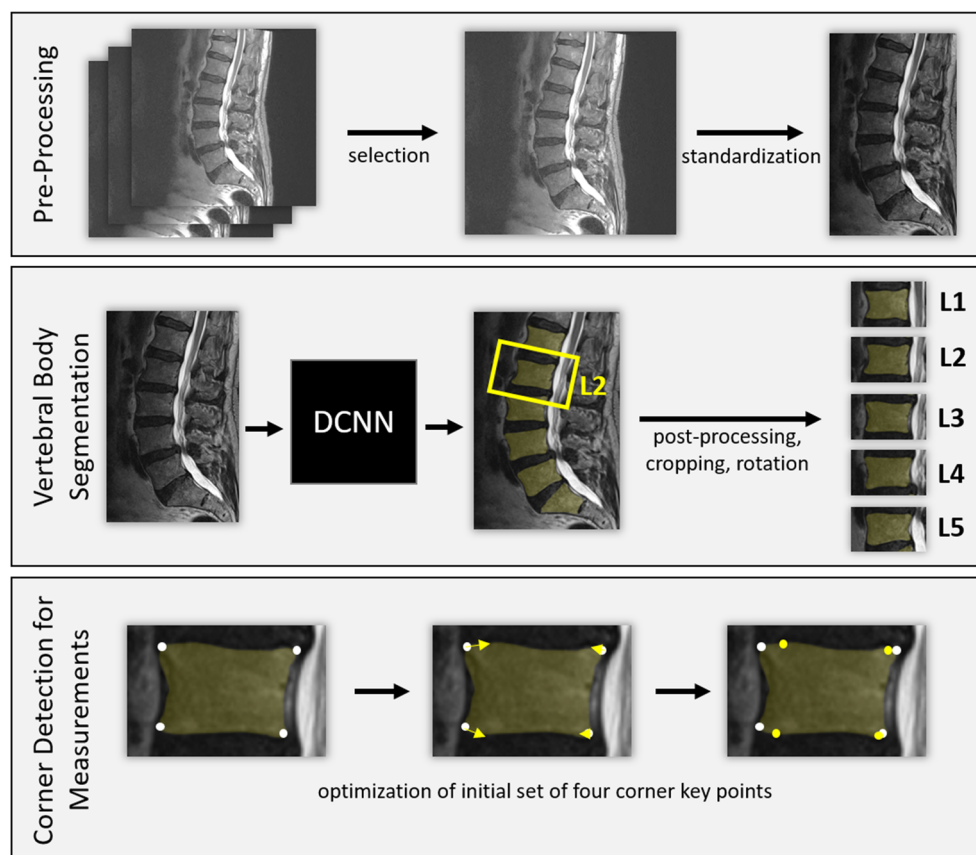 Pre-Processing
selection
standardization
Vertebral Body
Segmentation
DCNN
L2
post-processing,
cropping, rotation
L1
L2
L3
L4
L5
Corner Detection for
Measurements
optimization of initial set of four corner key points